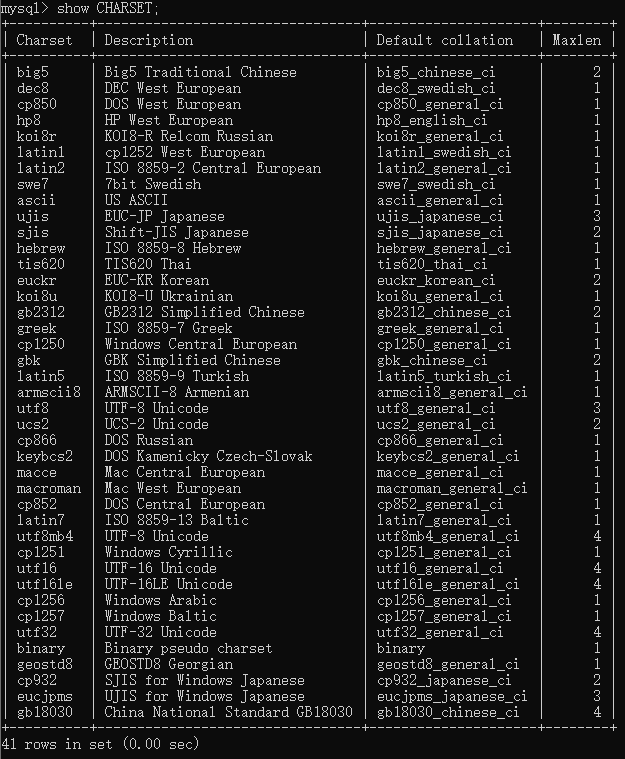 mysql> show CHARSET;
+----------+---------------------------------+---------------------+--------+
| Charset  | Description                     | Default collation   | Maxlen |
+----------+---------------------------------+---------------------+--------+
| big5     | Big5 Traditional Chinese        | big5_chinese_ci     |      2 |
| dec8     | DEC West European               | dec8_swedish_ci     |      1 |
| cp850    | DOS West European               | cp850_general_ci    |      1 |
| hp8      | HP West European                | hp8_english_ci      |      1 |
| koi8r    | KOI8-R Relcom Russian           | koi8r_general_ci    |      1 |
| latin1   | cp1252 West European            | latin1_swedish_ci   |      1 |
| latin2   | ISO 8859-2 Central European     | latin2_general_ci   |      1 |
| swe7     | 7bit Swedish                    | swe7_swedish_ci     |      1 |
| ascii    | US ASCII                        | ascii_general_ci    |      1 |
| ujis     | EUC-JP Japanese                 | ujis_japanese_ci    |      3 |
| sjis     | Shift-JIS Japanese              | sjis_japanese_ci    |      2 |
| hebrew   | ISO 8859-8 Hebrew               | hebrew_general_ci   |      1 |
| tis620   | TIS620 Thai                     | tis620_thai_ci      |      1 |
| euckr    | EUC-KR Korean                   | euckr_korean_ci     |      2 |
| koi8u    | KOI8-U Ukrainian                | koi8u_general_ci    |      1 |
| gb2312   | GB2312 Simplified Chinese       | gb2312_chinese_ci   |      2 |
| greek    | ISO 8859-7 Greek                | greek_general_ci    |      1 |
| cp1250   | Windows Central European        | cp1250_general_ci   |      1 |
| gbk      | GBK Simplified Chinese          | gbk_chinese_ci      |      2 |
| latin5   | ISO 8859-9 Turkish              | latin5_turkish_ci   |      1 |
| armscii8 | ARMSCII-8 Armenian              | armscii8_general_ci |      1 |
| utf8     | UTF-8 Unicode                   | utf8_general_ci     |      3 |
| ucs2     | UCS-2 Unicode                   | ucs2_general_ci     |      2 |
| cp866    | DOS Russian                     | cp866_general_ci    |      1 |
| keybcs2  | DOS Kamenicky Czech-Slovak      | keybcs2_general_ci  |      1 |
| macce    | Mac Central European            | macce_general_ci    |      1 |
| macroman | Mac West European               | macroman_general_ci |      1 |
| cp852    | DOS Central European            | cp852_general_ci    |      1 |
| latin7   | ISO 8859-13 Baltic              | latin7_general_ci   |      1 |
| utf8mb4  | UTF-8 Unicode                   | utf8mb4_general_ci  |      4 |
| cp1251   | Windows Cyrillic                | cp1251_general_ci   |      1 |
| utf16    | UTF-16 Unicode                  | utf16_general_ci    |      4 |
| utf16le  | UTF-16LE Unicode                | utf16le_general_ci  |      4 |
| cp1256   | Windows Arabic                  | cp1256_general_ci   |      1 |
| cp1257   | Windows Baltic                  | cp1257_general_ci   |      1 |
| utf32    | UTF-32 Unicode                  | utf32_general_ci    |      4 |
| binary   | Binary pseudo charset           | binary              |      1 |
| geostd8  | GEOSTD8 Georgian                | geostd8_general_ci  |      1 |
| cp932    | SJIS for Windows Japanese       | cp932_japanese_ci   |      2 |
| eucjpms  | UJIS for Windows Japanese       | eucjpms_japanese_ci |      3 |
| gb18030  | China National Standard GB18030 | gb18030_chinese_ci  |      4 |
+----------+---------------------------------+---------------------+--------+
41 rows in set (0.00 sec)